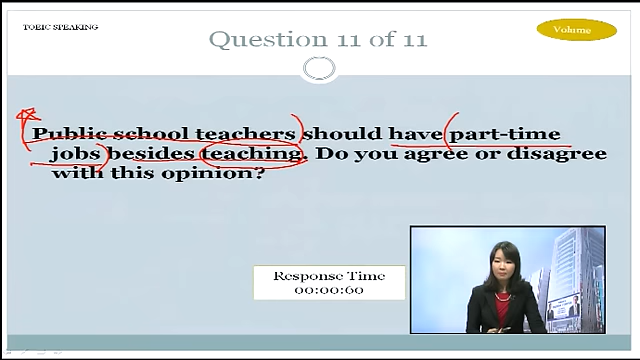 TOEIC SPEAKING
Volume
Question 11 of 11
Public school teachers should have part-time
jobs besides teaching. Do you agree or disagree
with this opinion?
Response Time
00:00:60